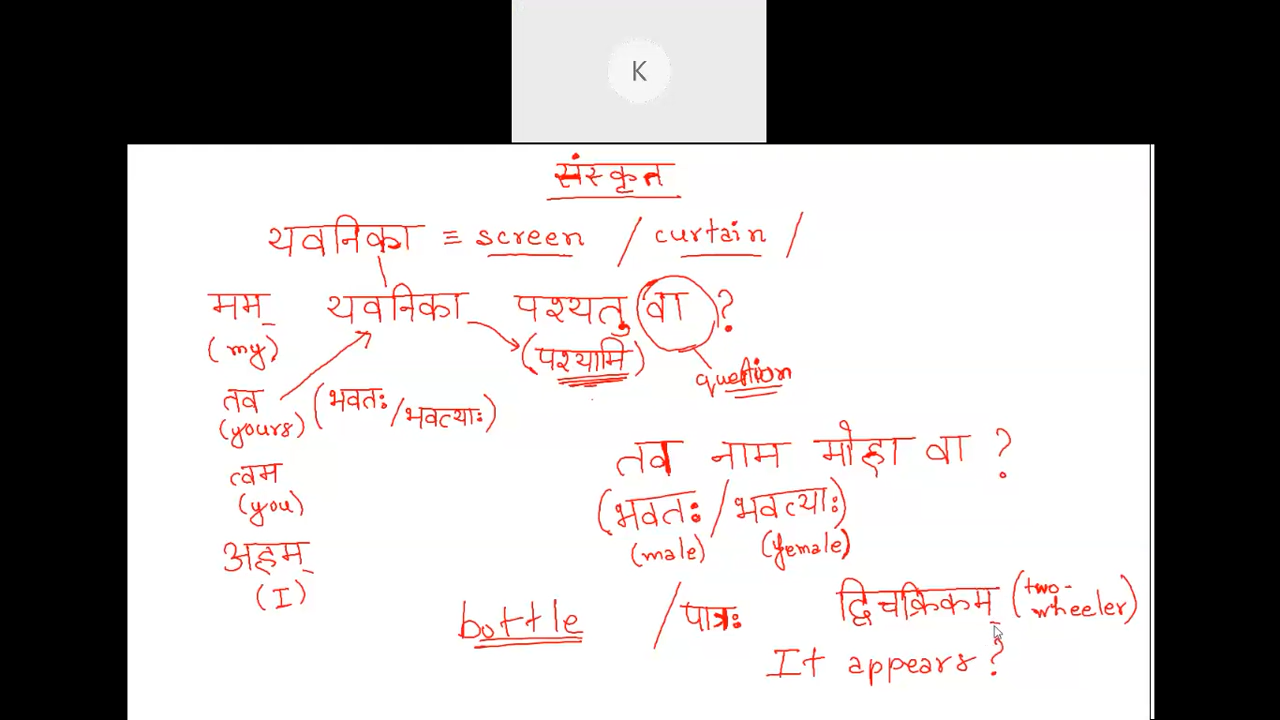 K
संस्कृत
यवनिका ≡ screen / curtain /
मम् यवनिका पश्यतु वा ?
(my) (पश्यामि) question
तव (भवतः / भवत्याः)
(yours)
तव नाम मोहा वा ?
त्वम
(you) (भवतः / भवत्याः)
(male) (female)
अहम्
(I)
bottle / पात्रः द्विचक्रिकम् (two-wheeler)
It appears ?